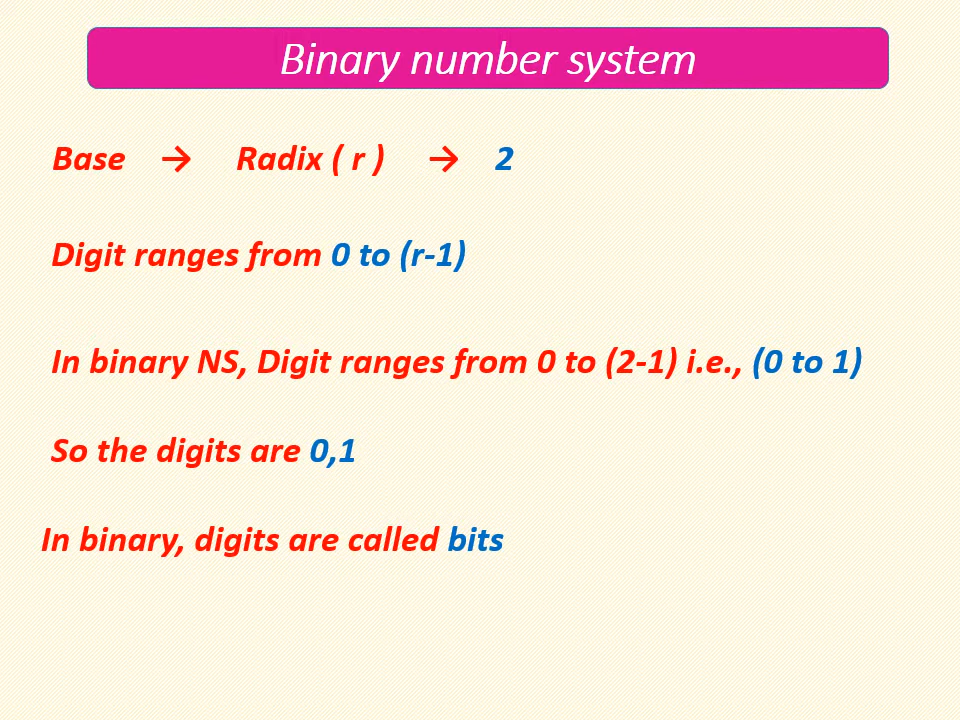 Binary number system
Base → Radix ( r ) → 2
Digit ranges from 0 to (r-1)
In binary NS, Digit ranges from 0 to (2-1) i.e., (0 to 1)
So the digits are 0,1
In binary, digits are called bits